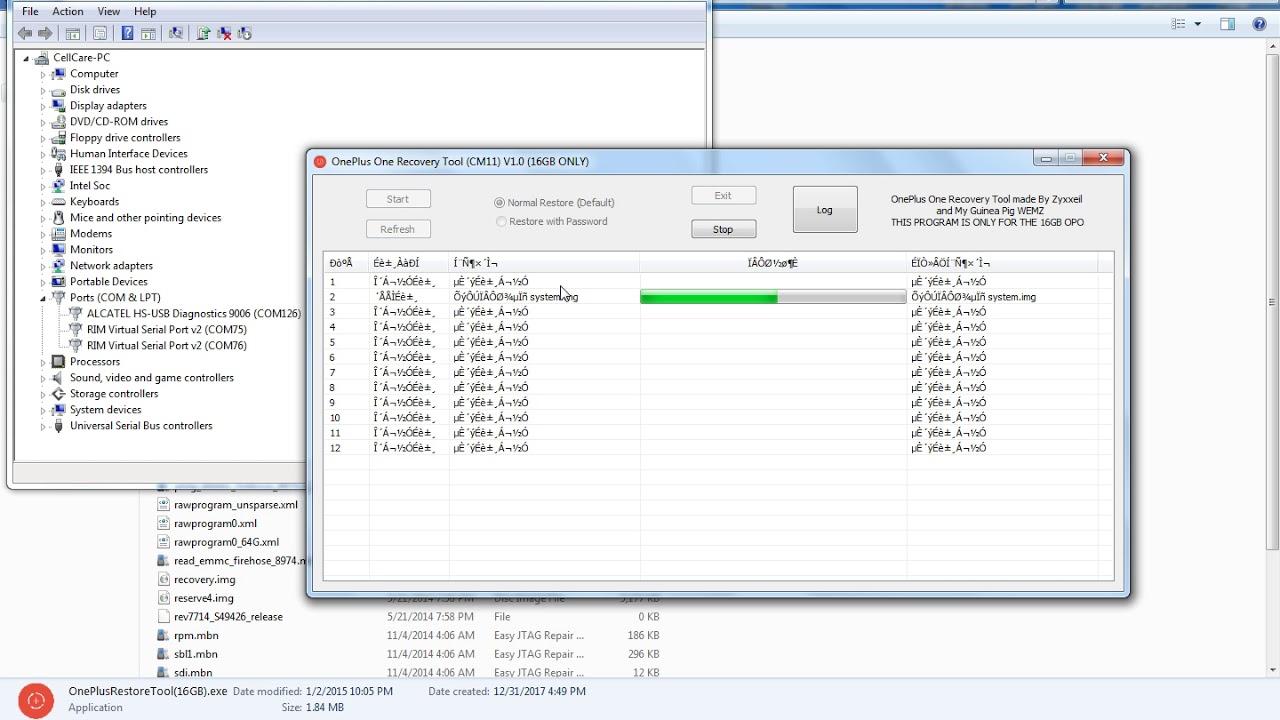 File Action View Help
CellCare-PC
Computer
Disk drives
Display adapters
DVD/CD-ROM drives
Floppy drive controllers
Human Interface Devices
IEEE 1394 Bus host controllers
Intel Soc
Keyboards
Mice and other pointing devices
Modems
Monitors
Network adapters
Portable Devices
Ports (COM & LPT)
ALCATEL HS-USB Diagnostics 9006 (COM126)
RIM Virtual Serial Port v2 (COM75)
RIM Virtual Serial Port v2 (COM76)
Processors
Sound, video and game controllers
Storage controllers
System devices
Universal Serial Bus controllers
OnePlus One Recovery Tool (CM11) V1.0 (16GB ONLY)
Start
Refresh
Normal Restore (Default)
Restore with Password
Exit
Stop
Log
OnePlus One Recovery Tool made By Zyxxeil
and My Guinea Pig WEMZ
THIS PROGRAM IS ONLY FOR THE 16GB OPO
ÐòºÅ Éè±¸ÀàÐÍ Í¨Ñ¶×´Ì¬ ÏÂÔØ½ø¶È ÉÏÒ»ÂÖÍ¨Ñ¶×´Ì¬
1 Î´Á¬½ÓÉè±¸ µÈ´ýÉè±¸Á¬½Ó µÈ´ýÉè±¸Á¬½Ó
2 ´ÅÅÌÉè±¸ ÕýÔÚÏÂÔØ¾µÏñ system.img ÕýÔÚÏÂÔØ¾µÏñ system.img
3 Î´Á¬½ÓÉè±¸ µÈ´ýÉè±¸Á¬½Ó µÈ´ýÉè±¸Á¬½Ó
4 Î´Á¬½ÓÉè±¸ µÈ´ýÉè±¸Á¬½Ó µÈ´ýÉè±¸Á¬½Ó
5 Î´Á¬½ÓÉè±¸ µÈ´ýÉè±¸Á¬½Ó µÈ´ýÉè±¸Á¬½Ó
6 Î´Á¬½ÓÉè±¸ µÈ´ýÉè±¸Á¬½Ó µÈ´ýÉè±¸Á¬½Ó
7 Î´Á¬½ÓÉè±¸ µÈ´ýÉè±¸Á¬½Ó µÈ´ýÉè±¸Á¬½Ó
8 Î´Á¬½ÓÉè±¸ µÈ´ýÉè±¸Á¬½Ó µÈ´ýÉè±¸Á¬½Ó
9 Î´Á¬½ÓÉè±¸ µÈ´ýÉè±¸Á¬½Ó µÈ´ýÉè±¸Á¬½Ó
10 Î´Á¬½ÓÉè±¸ µÈ´ýÉè±¸Á¬½Ó µÈ´ýÉè±¸Á¬½Ó
11 Î´Á¬½ÓÉè±¸ µÈ´ýÉè±¸Á¬½Ó µÈ´ýÉè±¸Á¬½Ó
12 Î´Á¬½ÓÉè±¸ µÈ´ýÉè±¸Á¬½Ó µÈ´ýÉè±¸Á¬½Ó
rawprogram_unsparse.xml
rawprogram0.xml
rawprogram0_64G.xml
read_emmc_firehose_8974.m
recovery.img
reserve4.img
rev7714_S49426_release 5/21/2014 7:58 PM File 0 KB
rpm.mbn 11/4/2014 4:06 AM Easy JTAG Repair ... 186 KB
sbl1.mbn 11/4/2014 4:06 AM Easy JTAG Repair ... 296 KB
sdi.mbn 11/4/2014 4:06 AM Easy JTAG Repair ... 12 KB
OnePlusRestoreTool(16GB).exe Date modified: 1/2/2015 10:05 PM Date created: 12/31/2017 4:49 PM
Application Size: 1.84 MB